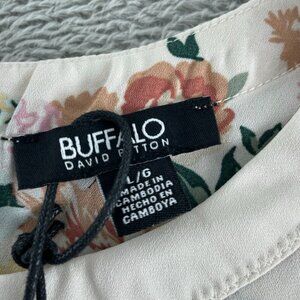 BUFFALO
DAVID BITTON
L/G
MADE IN
CAMBODIA
HECHO EN
CAMBOYA